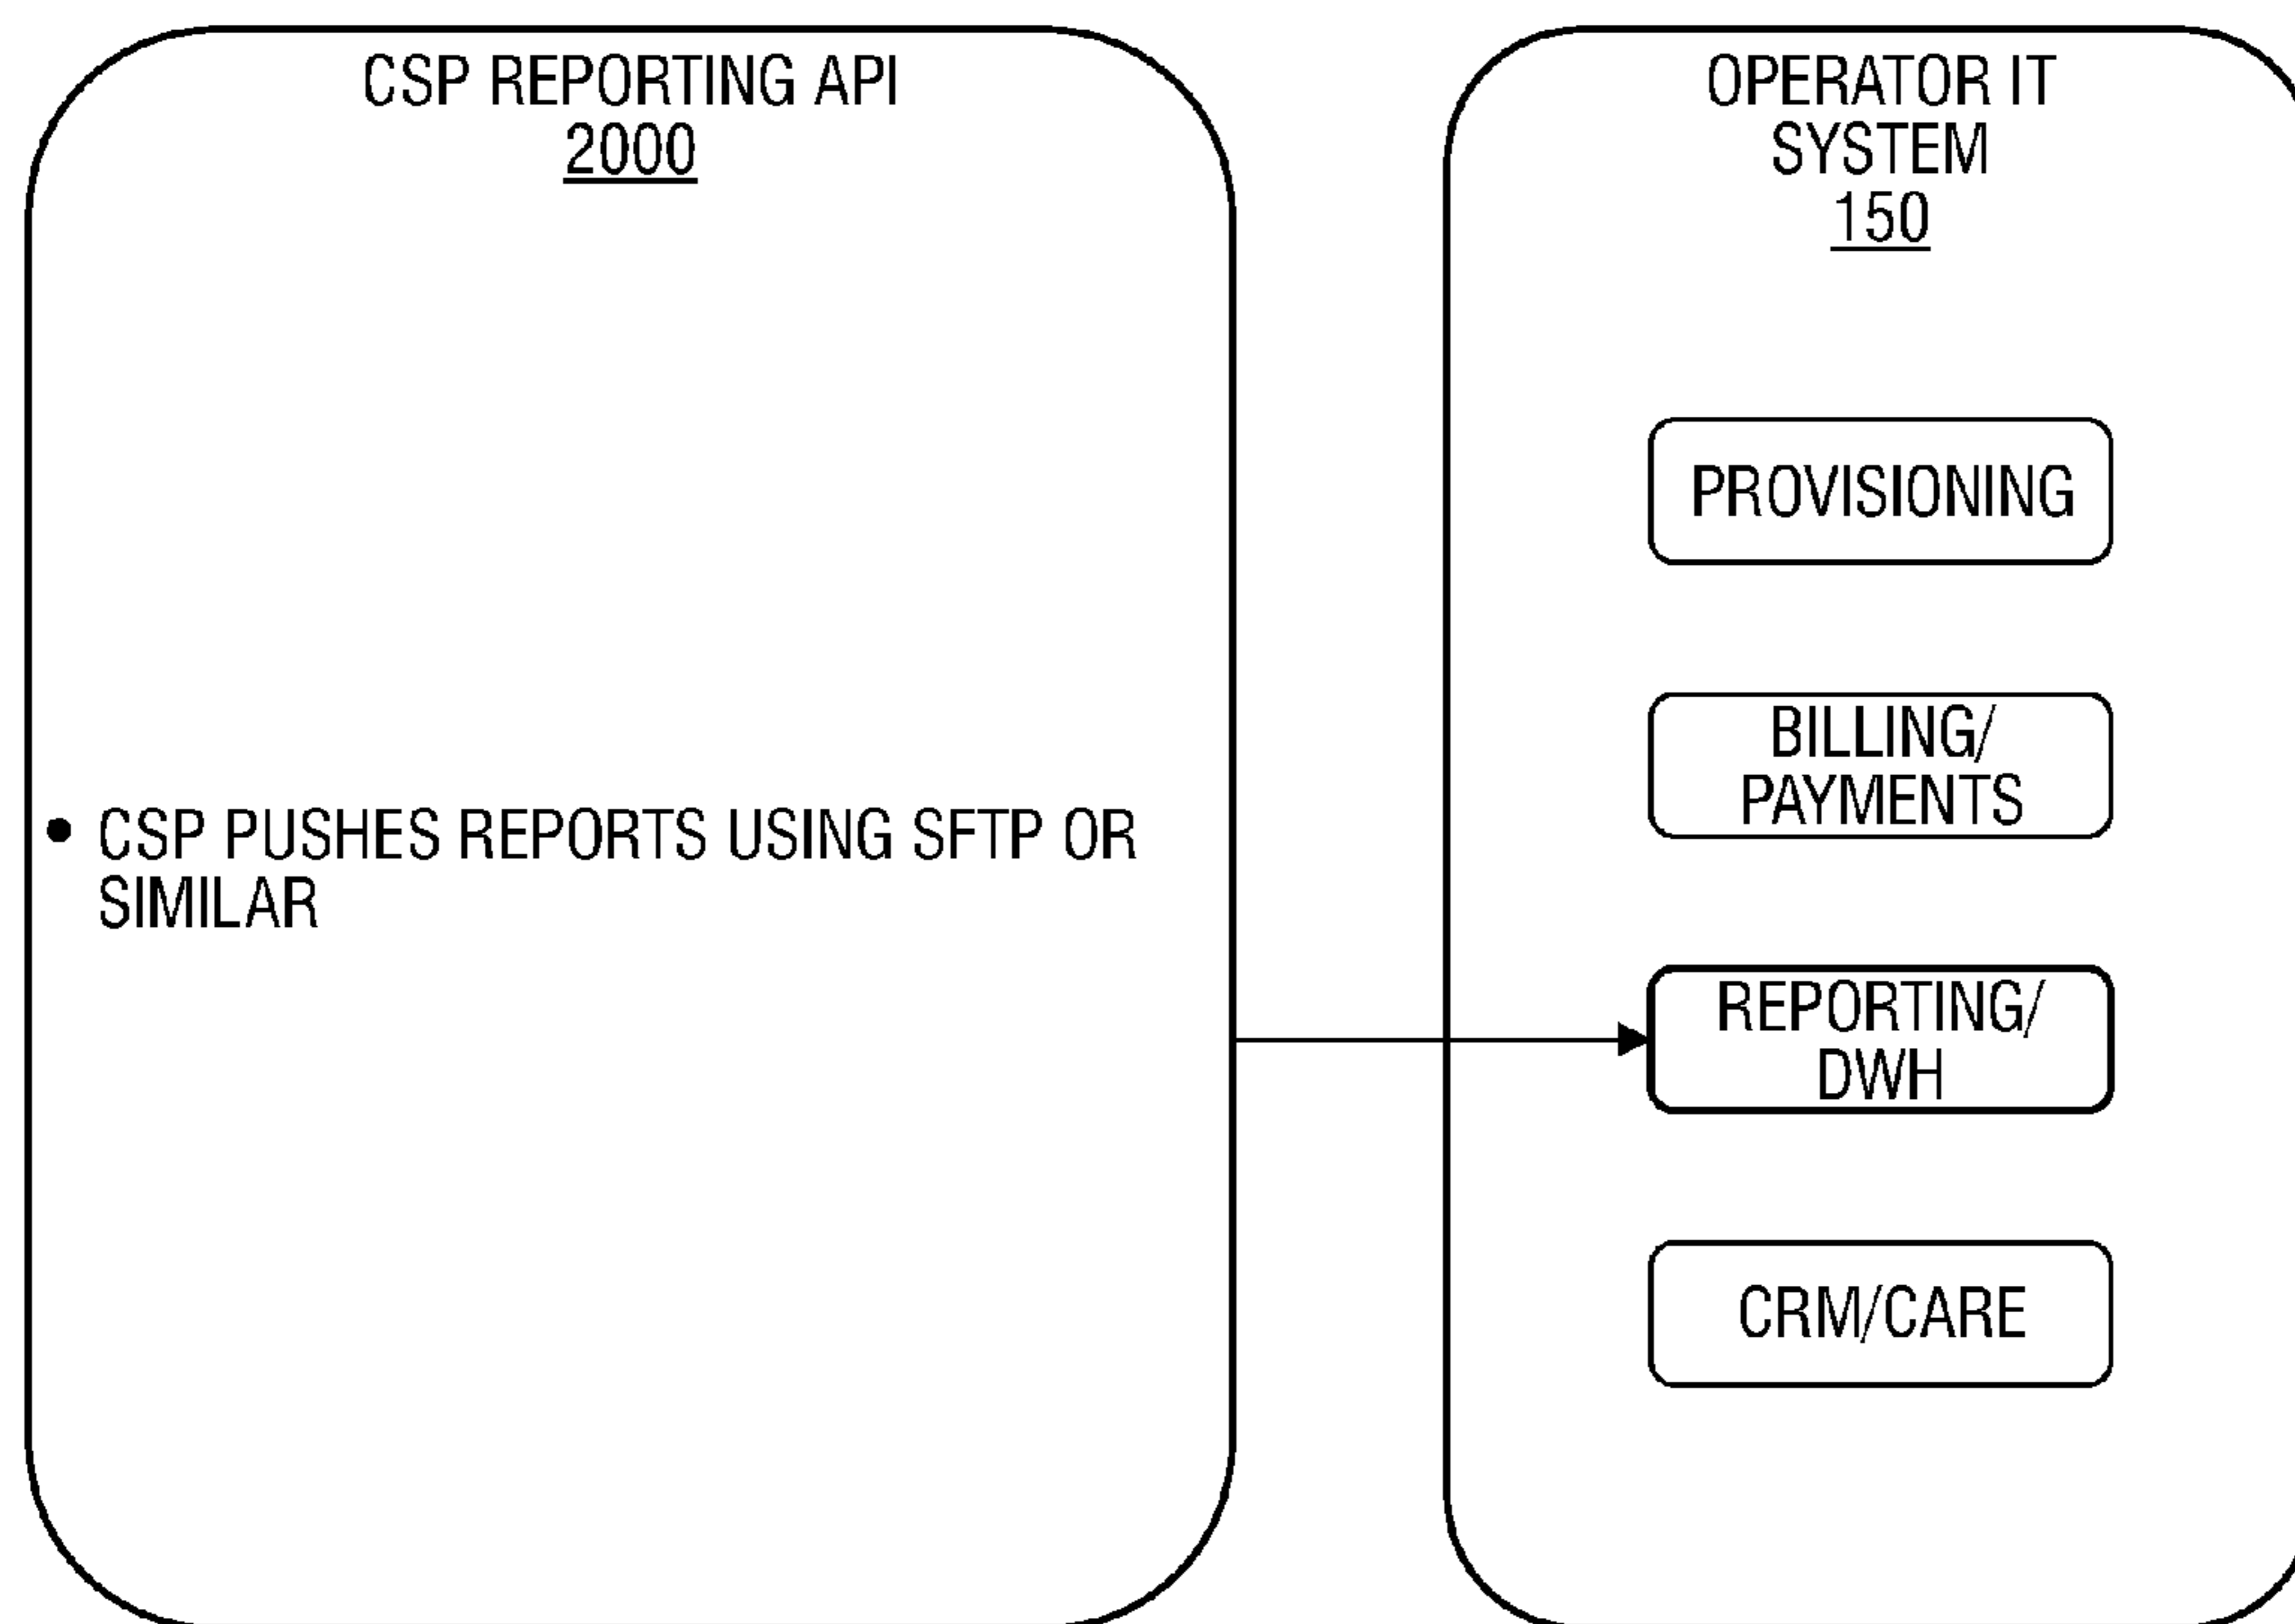 CSP REPORTING API
2000
• CSP PUSHES REPORTS USING SFTP OR
SIMILAR
OPERATOR IT
SYSTEM
150
PROVISIONING
BILLING/
PAYMENTS
REPORTING/
DWH
CRM/CARE